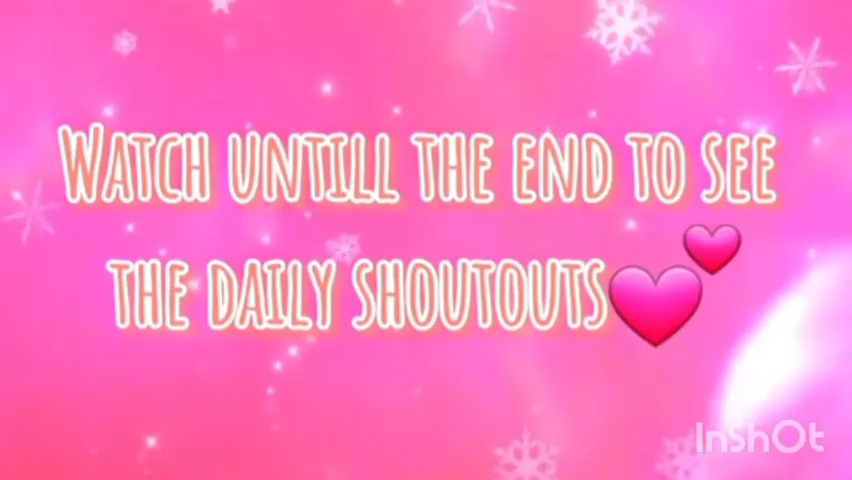 Watch untill the end to see
the daily shoutouts💕
InShOt